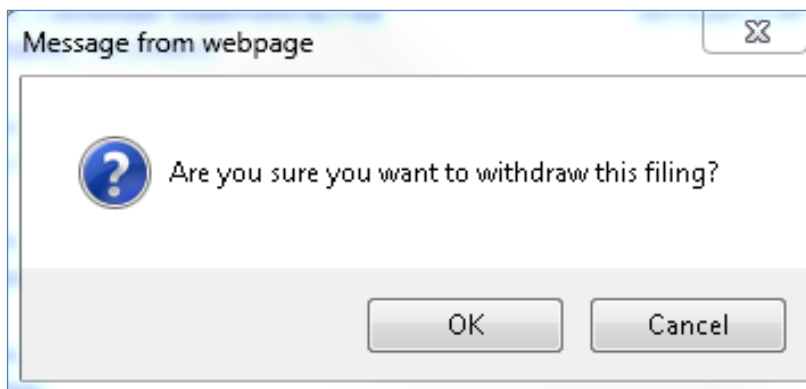 Message from webpage
Are you sure you want to withdraw this filing?
OK
Cancel